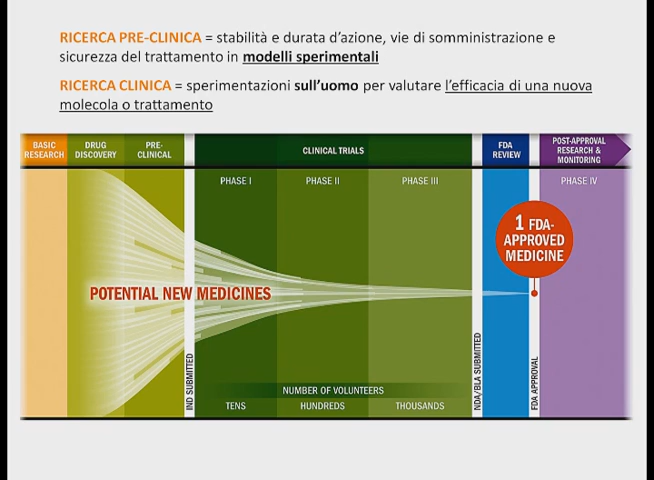 RICERCA PRE-CLINICA = stabilità e durata d'azione, vie di somministrazione e
sicurezza del trattamento in modelli sperimentali
RICERCA CLINICA = sperimentazioni sull'uomo per valutare l'efficacia di una nuova
molecola o trattamento
BASIC
RESEARCH
DRUG
DISCOVERY
PRE-
CLINICAL
CLINICAL TRIALS
FDA
REVIEW
POST-APPROVAL
RESEARCH &
MONITORING
PHASE I
PHASE II
PHASE III
PHASE IV
1 FDA-
APPROVED
MEDICINE
POTENTIAL NEW MEDICINES
IND SUBMITTED
NDA/BLA SUBMITTED
FDA APPROVAL
NUMBER OF VOLUNTEERS
TENS
HUNDREDS
THOUSANDS